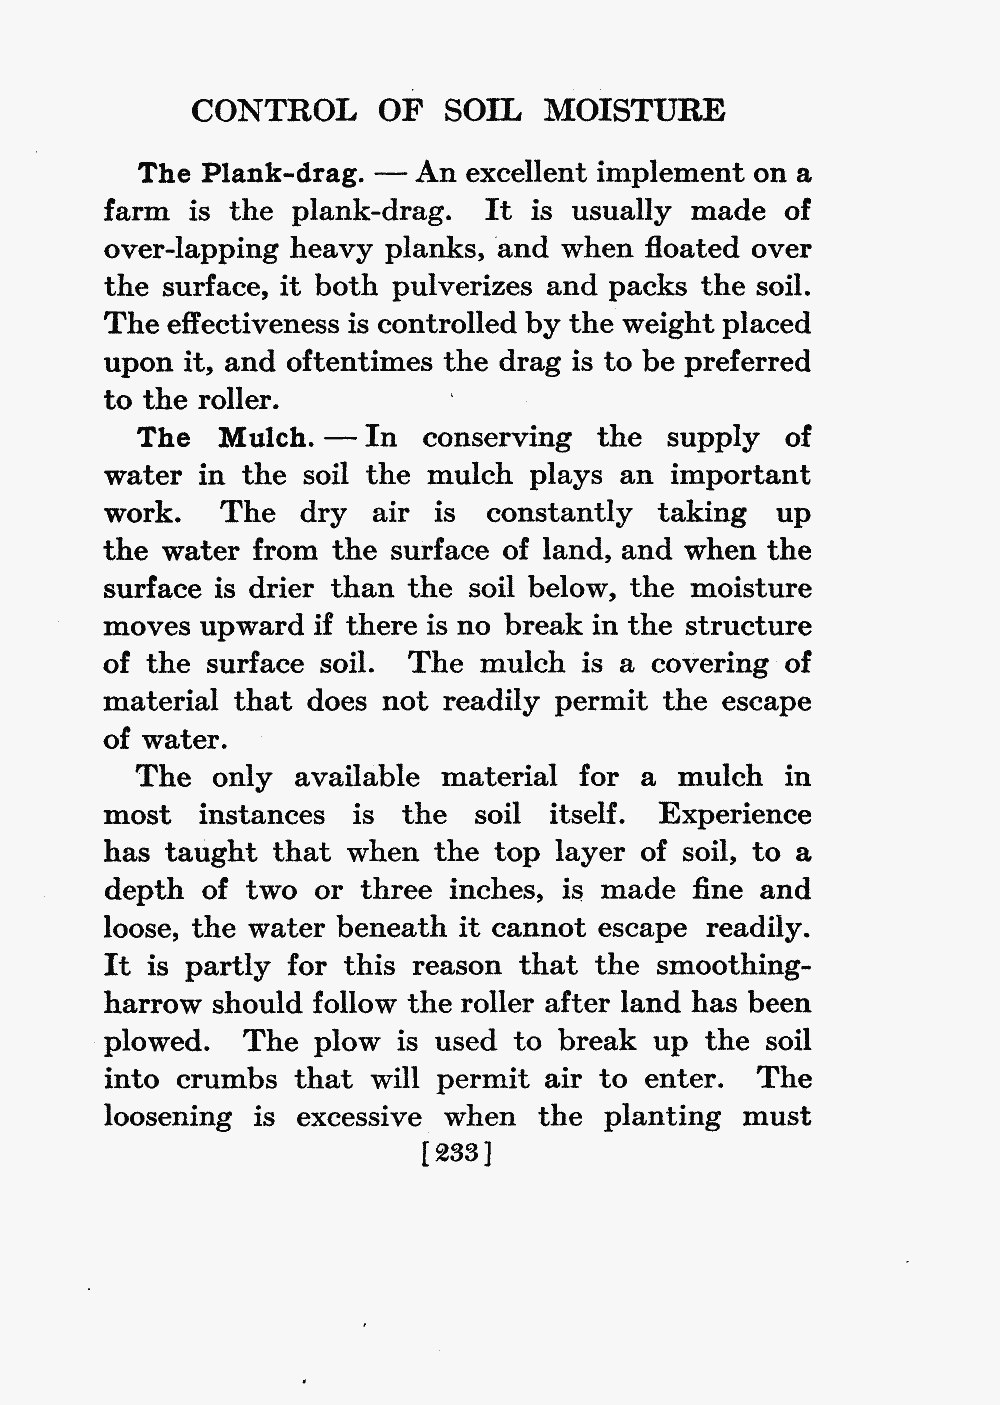 CONTROL OF SOIL MOISTURE
The Plank-drag. — An excellent implement on a
farm is the plank-drag. It is usually made of
over-lapping heavy planks, and when floated over
the surface, it both pulverizes and packs the soil.
The effectiveness is controlled by the weight placed
upon it, and oftentimes the drag is to be preferred
to the roller.
The Mulch. — In conserving the supply of
water in the soil the mulch plays an important
work. The dry air is constantly taking up
the water from the surface of land, and when the
surface is drier than the soil below, the moisture
moves upward if there is no break in the structure
of the surface soil. The mulch is a covering of
material that does not readily permit the escape
of water.
The only available material for a mulch in
most instances is the soil itself. Experience
has taught that when the top layer of soil, to a
depth of two or three inches, is made fine and
loose, the water beneath it cannot escape readily.
It is partly for this reason that the smoothing-
harrow should follow the roller after land has been
plowed. The plow is used to break up the soil
into crumbs that will permit air to enter. The
loosening is excessive when the planting must
[233]